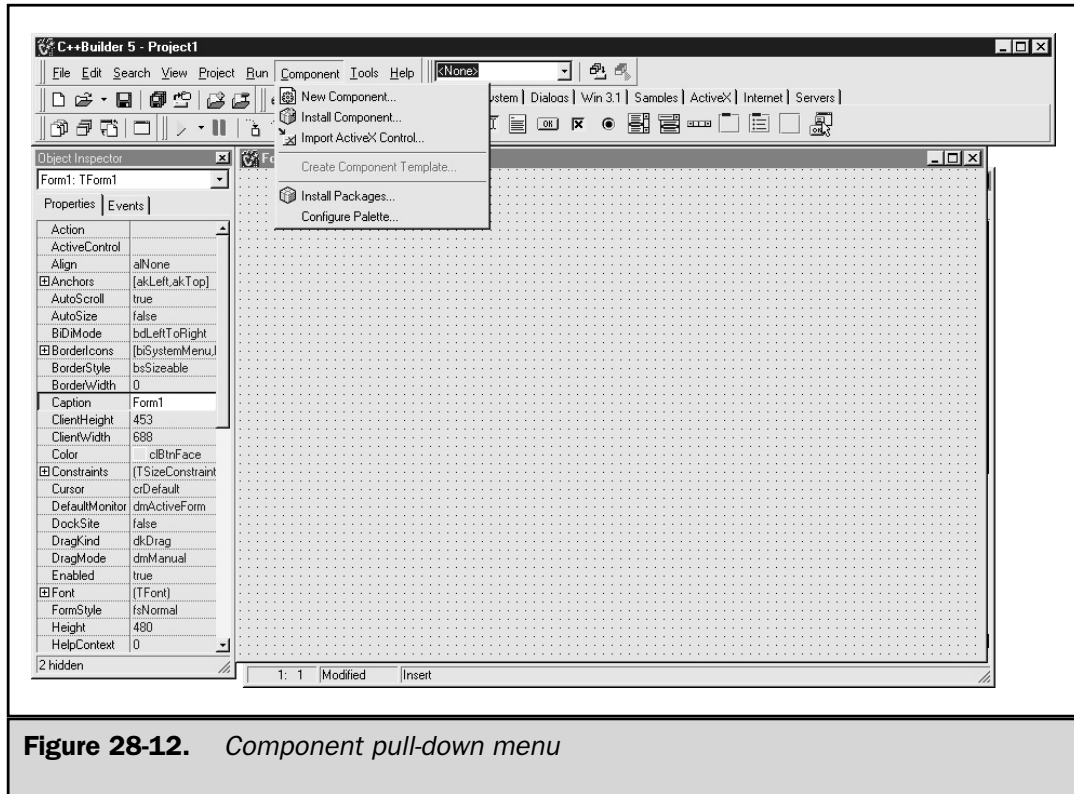 C++Builder 5 - Project1
File Edit Search View Project Run Component Tools Help <None>
New Component...
Install Component...
Import ActiveX Control...
Create Component Template...
Install Packages...
Configure Palette...
ystem Dialogs Win 3.1 Samples ActiveX Internet Servers
OK
OK
Object Inspector
Form1: TForm1
Properties Events
Action
ActiveControl
Align alNone
Anchors [akLeft,akTop]
AutoScroll true
AutoSize false
BiDiMode bdLeftToRight
BorderIcons [biSystemMenu,
BorderStyle bsSizeable
BorderWidth 0
Caption Form1
ClientHeight 453
ClientWidth 688
Color clBtnFace
Constraints (TSizeConstraint
Cursor crDefault
DefaultMonitor dmActiveForm
DockSite false
DragKind dkDrag
DragMode dmManual
Enabled true
Font (TFont)
FormStyle fsNormal
Height 480
HelpContext 0
2 hidden
1: 1 Modified Insert
Figure 28-12. Component pull-down menu